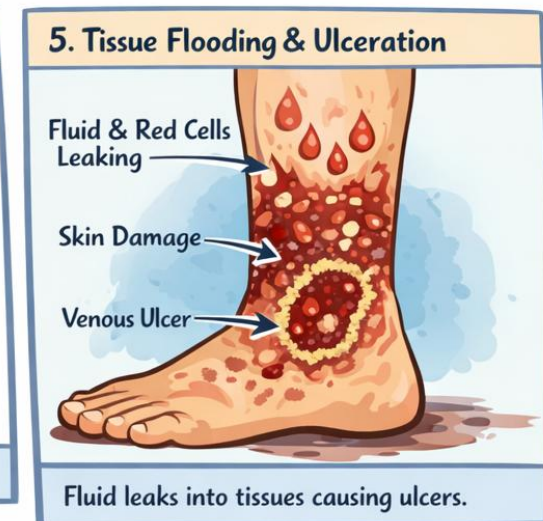 5. Tissue Flooding & Ulceration
Fluid & Red Cells
Leaking
Skin Damage
Venous Ulcer
Fluid leaks into tissues causing ulcers.